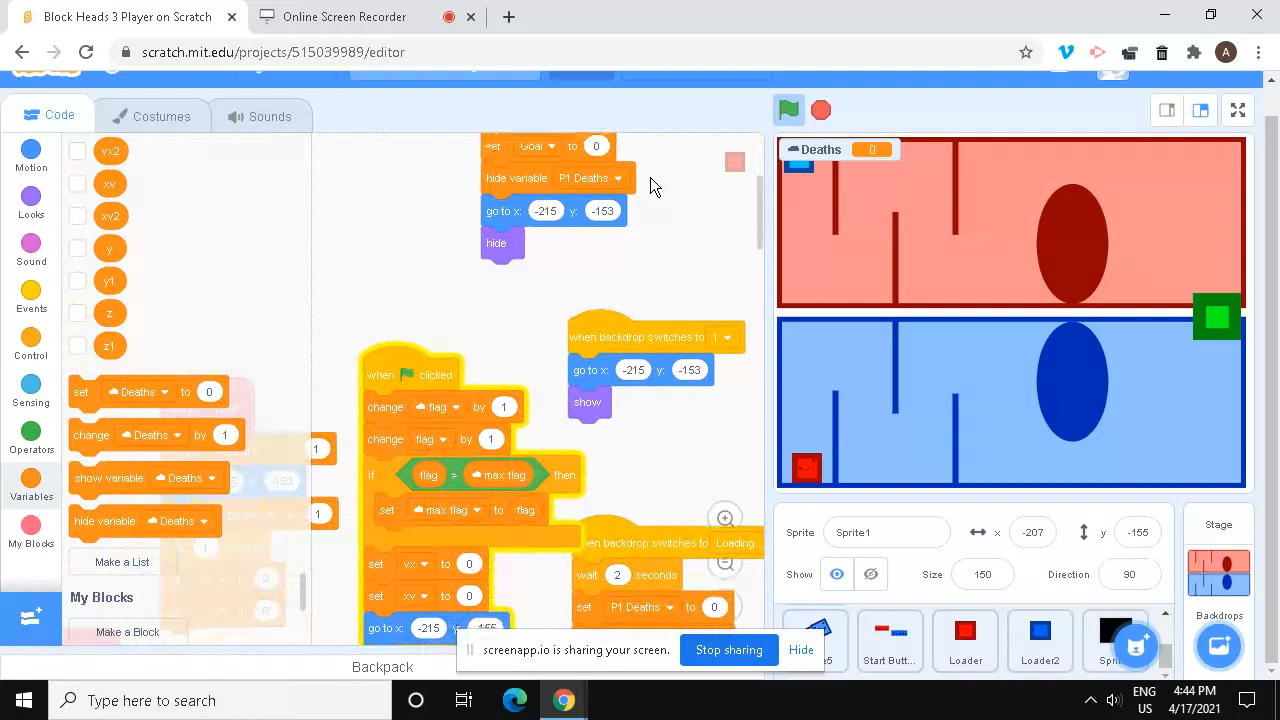 Block Heads 3 Player on Scratch
Online Screen Recorder
scratch.mit.edu/projects/515039989/editor
A
Code
Costumes
Sounds
Motion
Looks
Sound
Events
Control
Sensing
Operators
Variables
My Blocks
vx2
xv
xv2
y
y1
z
z1
set Deaths to 0
change Deaths by 1
show variable Deaths
hide variable Deaths
Make a List
My Blocks
Make a Block
1
1
set Goal to 0
hide variable P1 Deaths
go to x: -215 y: -153
hide
when backdrop switches to 1
go to x: -215 y: -153
show
when clicked
change flag by 1
change flag by 1
if flag > max flag then
set max flag to flag
set vx to 0
set xv to 0
go to x: -215 y: -155
when backdrop switches to Loading
wait 2 seconds
set P1 Deaths to 0
Deaths 0
Sprite Sprite1 x -207 y -155
Show Size 150 Direction 90
Stage
Backdrops
Start Butt...
Loader
Loader2
Backpack
screenapp.io is sharing your screen.
Stop sharing
Hide
Type here to search
ENG
US
4:44 PM
4/17/2021